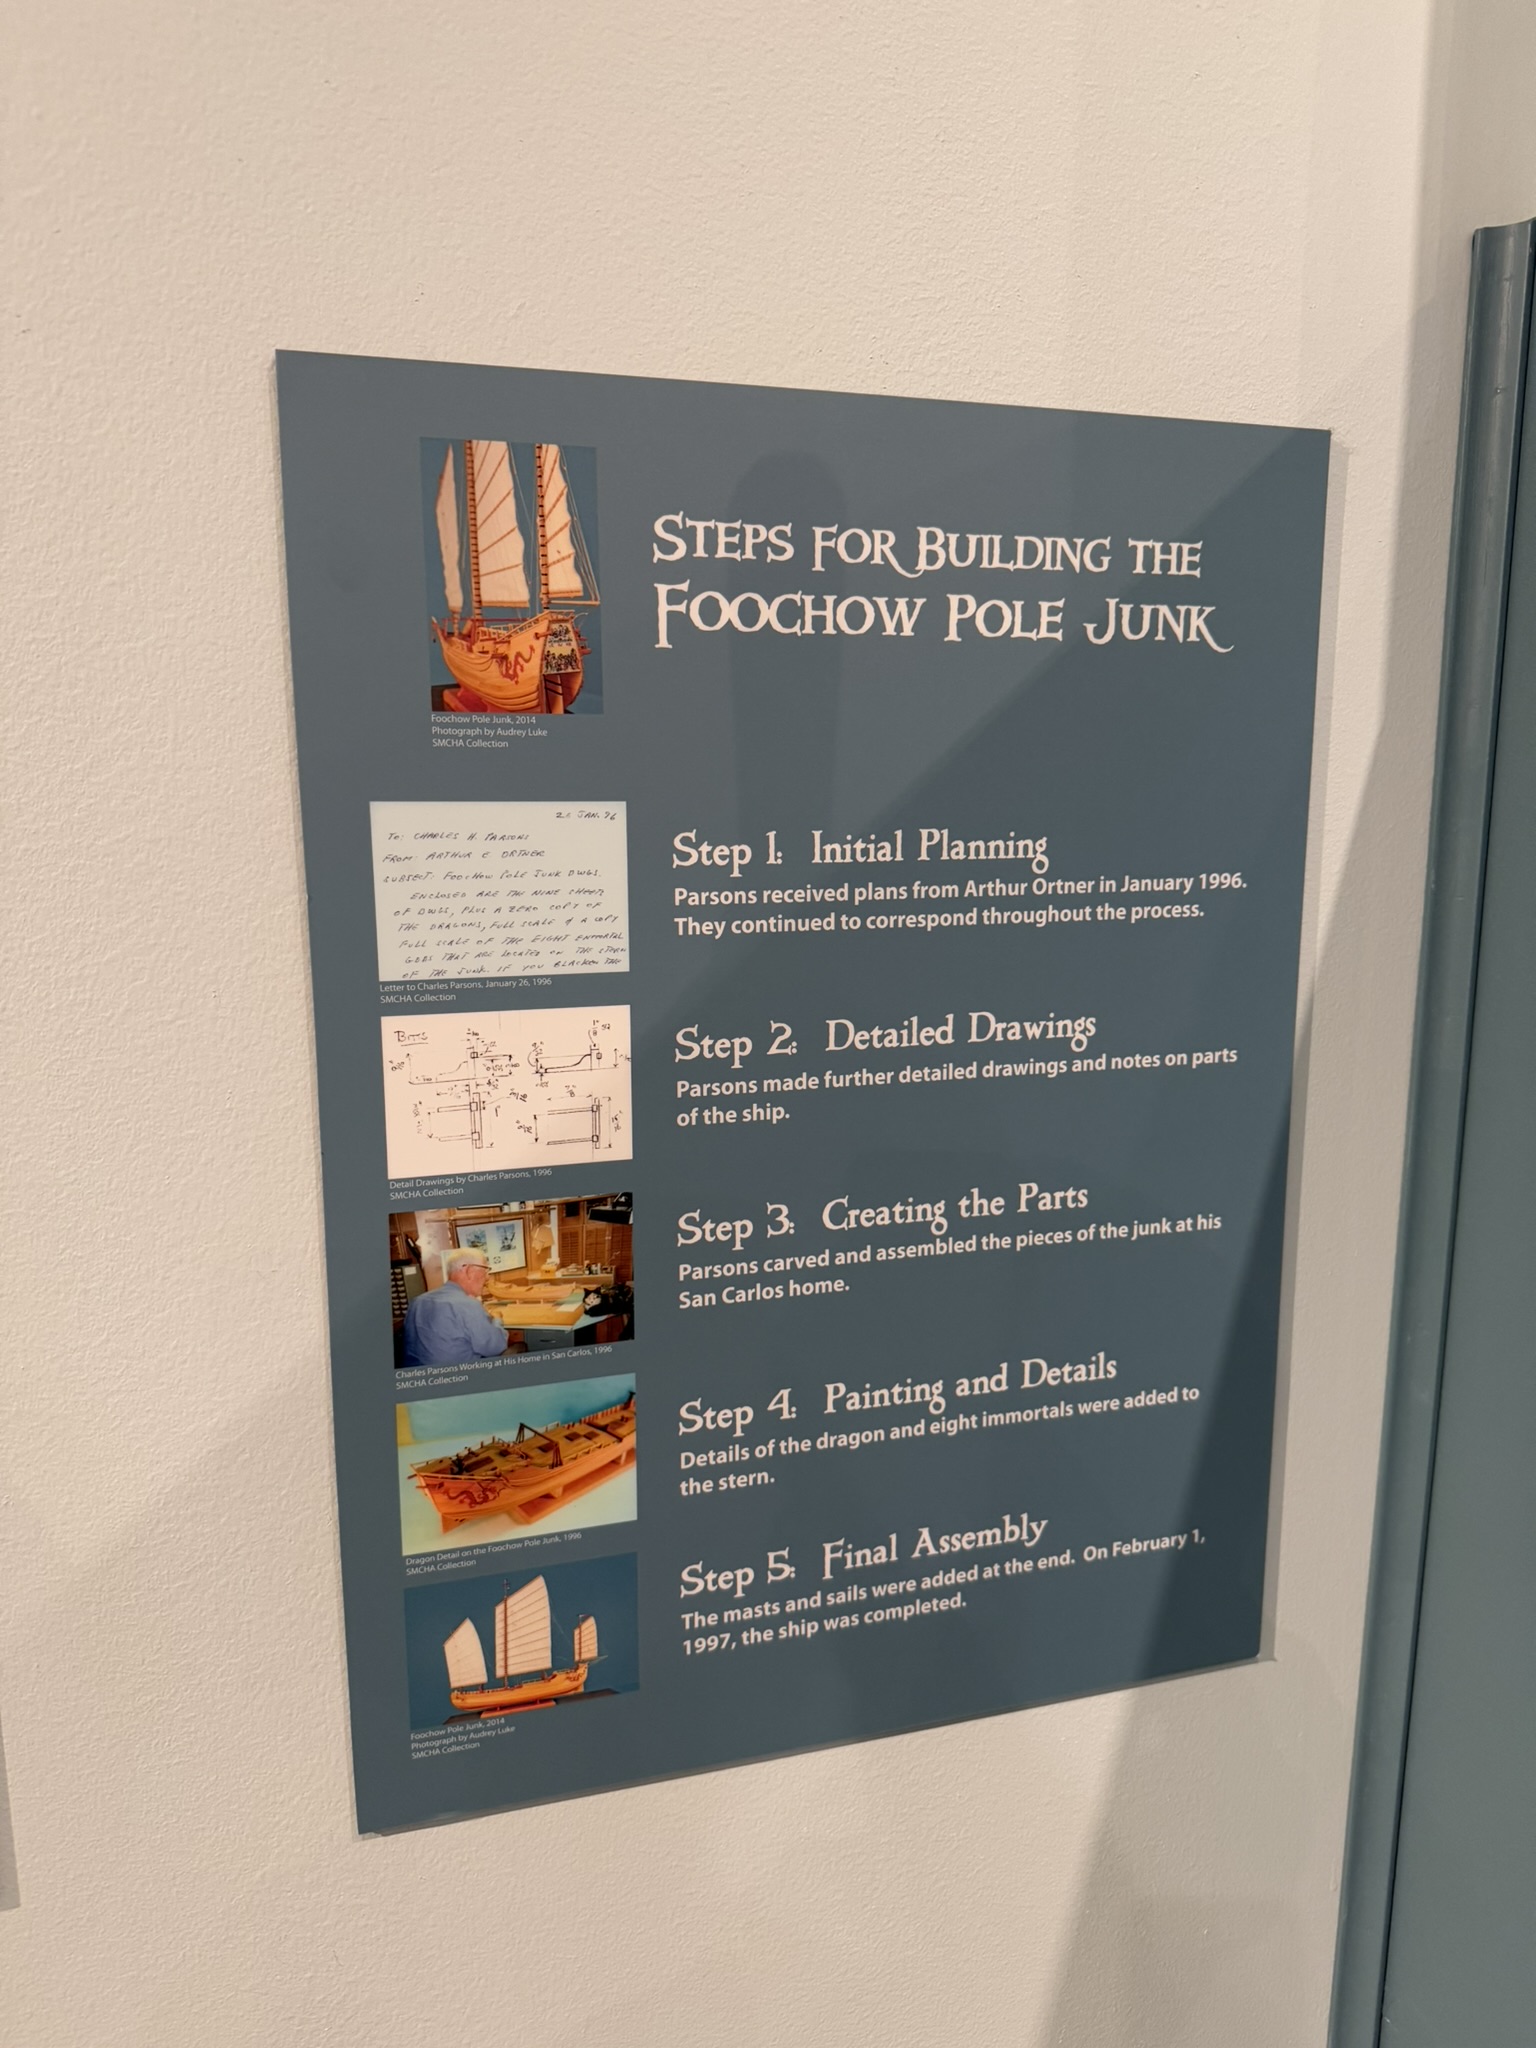 STEPS FOR BUILDING THE
FOOCHOW POLE JUNK
Foochow Pole Junk, 2014
Photograph by Audrey Luke
SMCHA Collection
26 JAN. 96
TO: CHARLES H. PARSONS
FROM: ARTHUR E ORTNER
SUBJECT: FOOCHOW POLE JUNK DWGS.
ENCLOSED ARE THE NINE SHEETS
OF DWGS, PLUS A XERO COPY OF
THE DRAGONS, FULL SCALE & A COPY
FULL SCALE OF THE EIGHT IMMORTAL
GODS THAT ARE LOCATED ON THE STERN
OF THE JUNK. IF YOU BLACKEN THE
Letter to Charles Parsons, January 26, 1996
SMCHA Collection
Step 1: Initial Planning
Parsons received plans from Arthur Ortner in January 1996.
They continued to correspond throughout the process.
BITTS
Detail Drawings by Charles Parsons, 1996
SMCHA Collection
Step 2: Detailed Drawings
Parsons made further detailed drawings and notes on parts
of the ship.
Charles Parsons Working at His Home in San Carlos, 1996
SMCHA Collection
Step 3: Creating the Parts
Parsons carved and assembled the pieces of the junk at his
San Carlos home.
Dragon Detail on the Foochow Pole Junk, 1996
SMCHA Collection
Step 4: Painting and Details
Details of the dragon and eight immortals were added to
the stern.
Foochow Pole Junk, 2014
Photograph by Audrey Luke
SMCHA Collection
Step 5: Final Assembly
The masts and sails were added at the end. On February 1,
1997, the ship was completed.